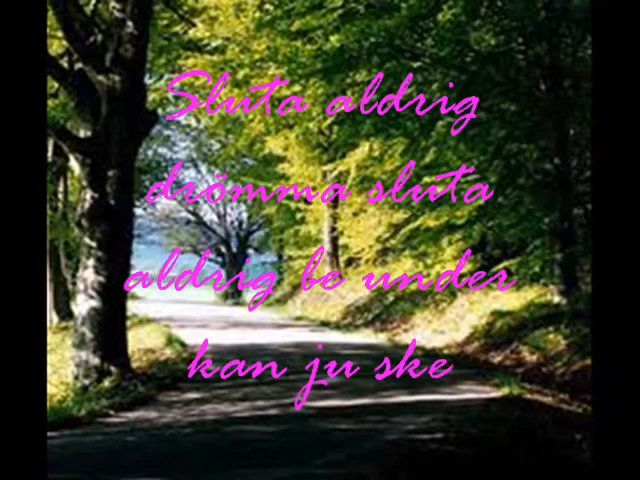 Sluta aldrig
drömma sluta
aldrig be under
kan ju ske